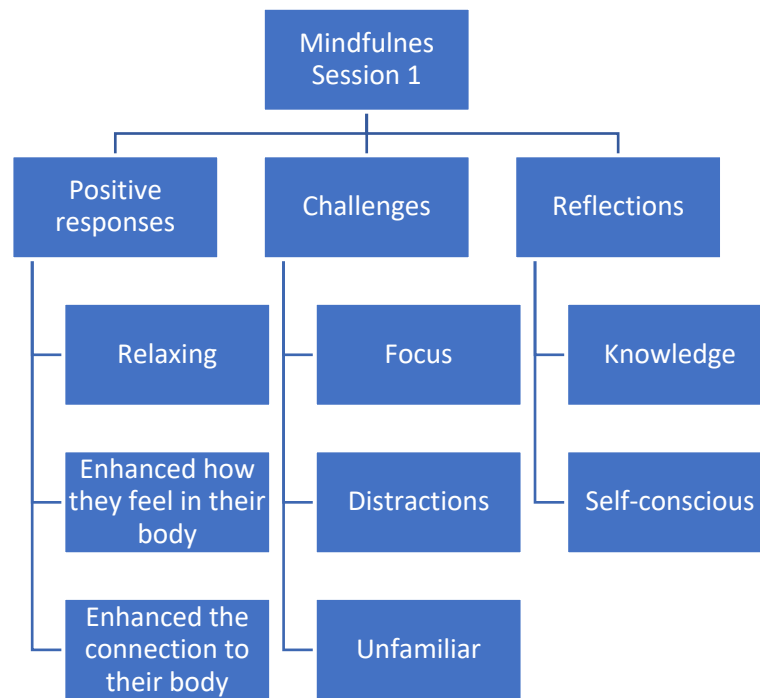 Mindfulnes
Session 1
Positive
responses
Challenges
Reflections
Relaxing
Focus
Knowledge
Enhanced how
they feel in their
body
Distractions
Self-conscious
Enhanced the
connection to
their body
Unfamiliar